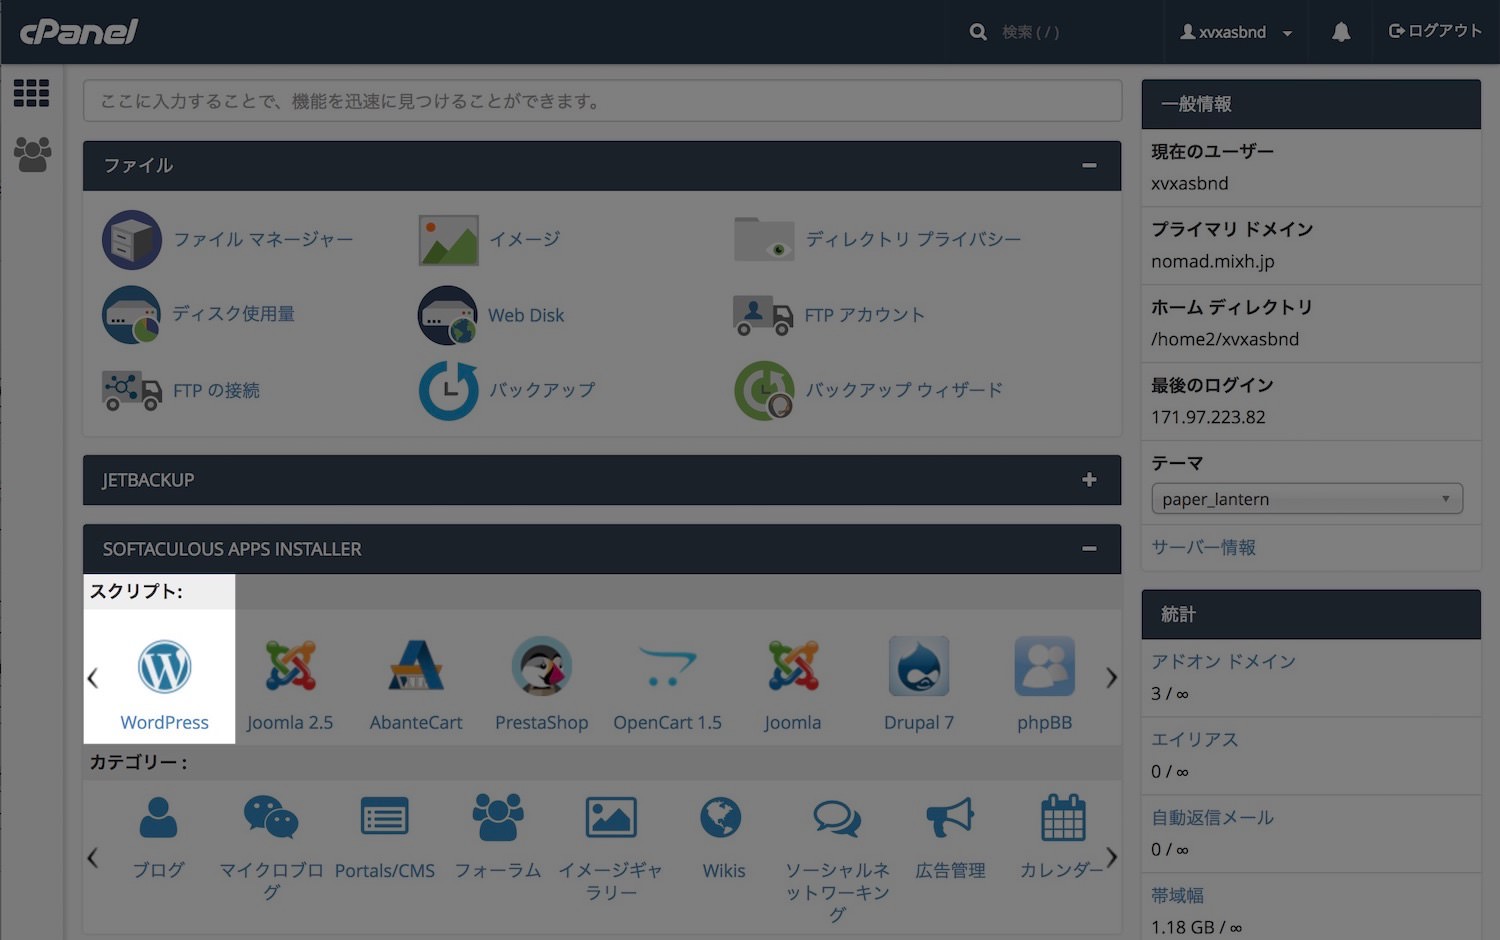 cPanel
検索 ( / )
xvxasbnd
ログアウト
ここに入力することで、機能を迅速に見つけることができます。
ファイル
ファイル マネージャー
イメージ
ディレクトリ プライバシー
ディスク使用量
Web Disk
FTP アカウント
FTP の接続
バックアップ
バックアップ ウィザード
JETBACKUP
SOFTACULOUS APPS INSTALLER
スクリプト:
WordPress
Joomla 2.5
AbanteCart
PrestaShop
OpenCart 1.5
Joomla
Drupal 7
phpBB
カテゴリー :
ブログ
マイクロブロ
グ
Portals/CMS
フォーラム
イメージギャ
ラリー
Wikis
ソーシャルネ
ットワーキン
グ
広告管理
カレンダー
一般情報
現在のユーザー
xvxasbnd
プライマリ ドメイン
nomad.mixh.jp
ホーム ディレクトリ
/home2/xvxasbnd
最後のログイン
171.97.223.82
テーマ
paper_lantern
サーバー情報
統計
アドオン ドメイン
3 / ∞
エイリアス
0 / ∞
自動返信メール
0 / ∞
帯域幅
1.18 GB / ∞